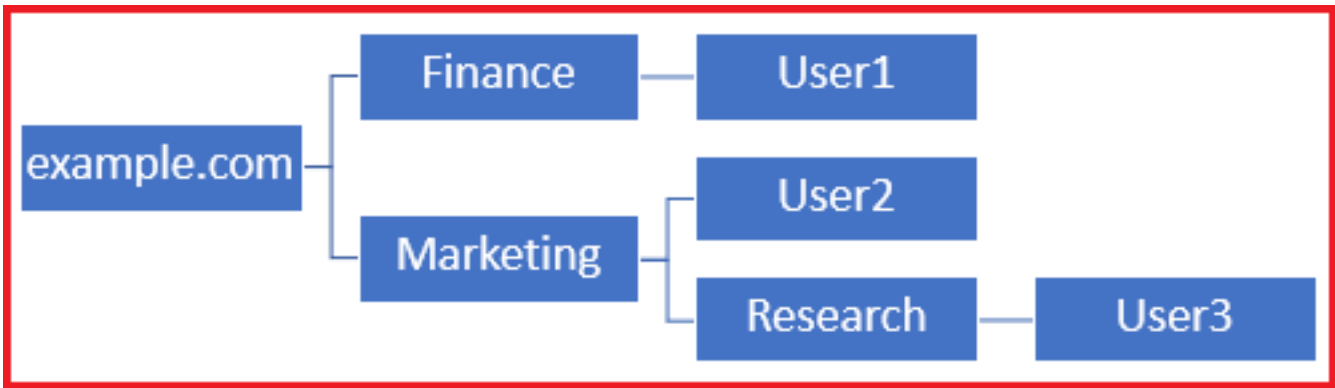 example.com
Finance
User1
Marketing
User2
Research
User3